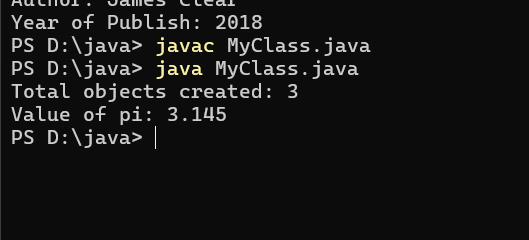 Author: James Clear
Year of Publish: 2018
PS D:\java> javac MyClass.java
PS D:\java> java MyClass.java
Total objects created: 3
Value of pi: 3.145
PS D:\java>